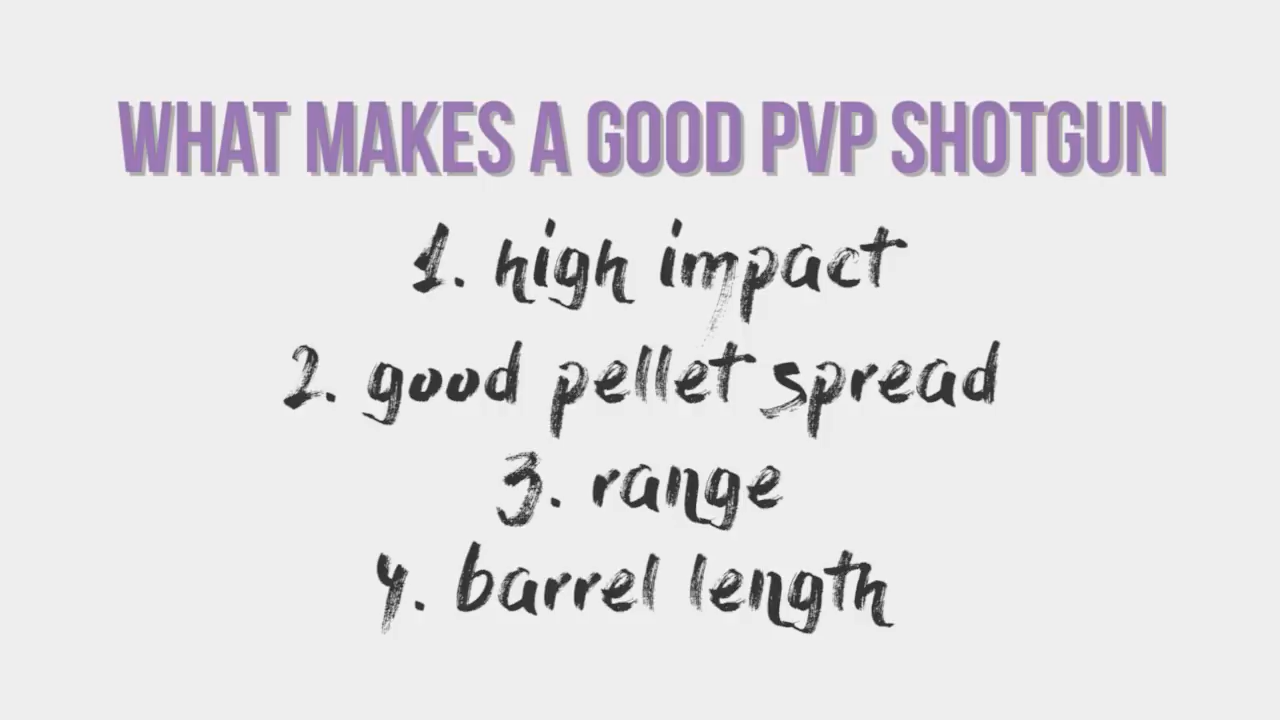 WHAT MAKES A GOOD PVP SHOTGUN
1. high impact
2. good pellet spread
3. range
4. barrel length